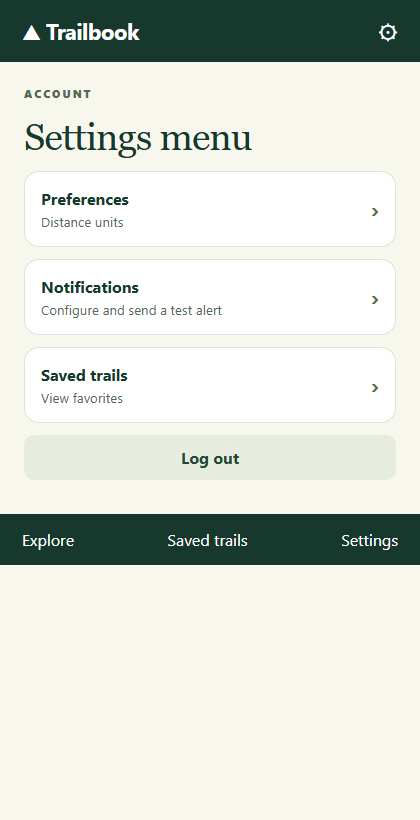 Trailbook
ACCOUNT
Settings menu
Preferences
Distance units
Notifications
Configure and send a test alert
Saved trails
View favorites
Log out
Explore
Saved trails
Settings